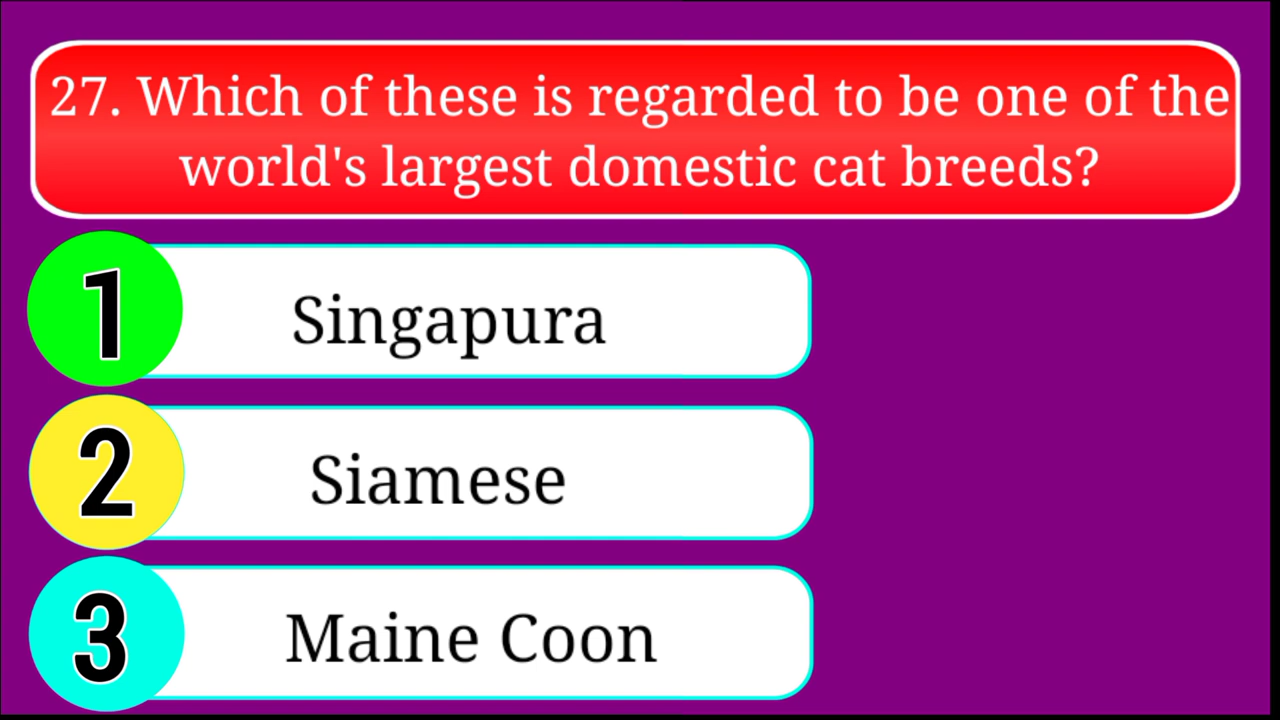 27. Which of these is regarded to be one of the
world's largest domestic cat breeds?
1 Singapura
2 Siamese
3 Maine Coon